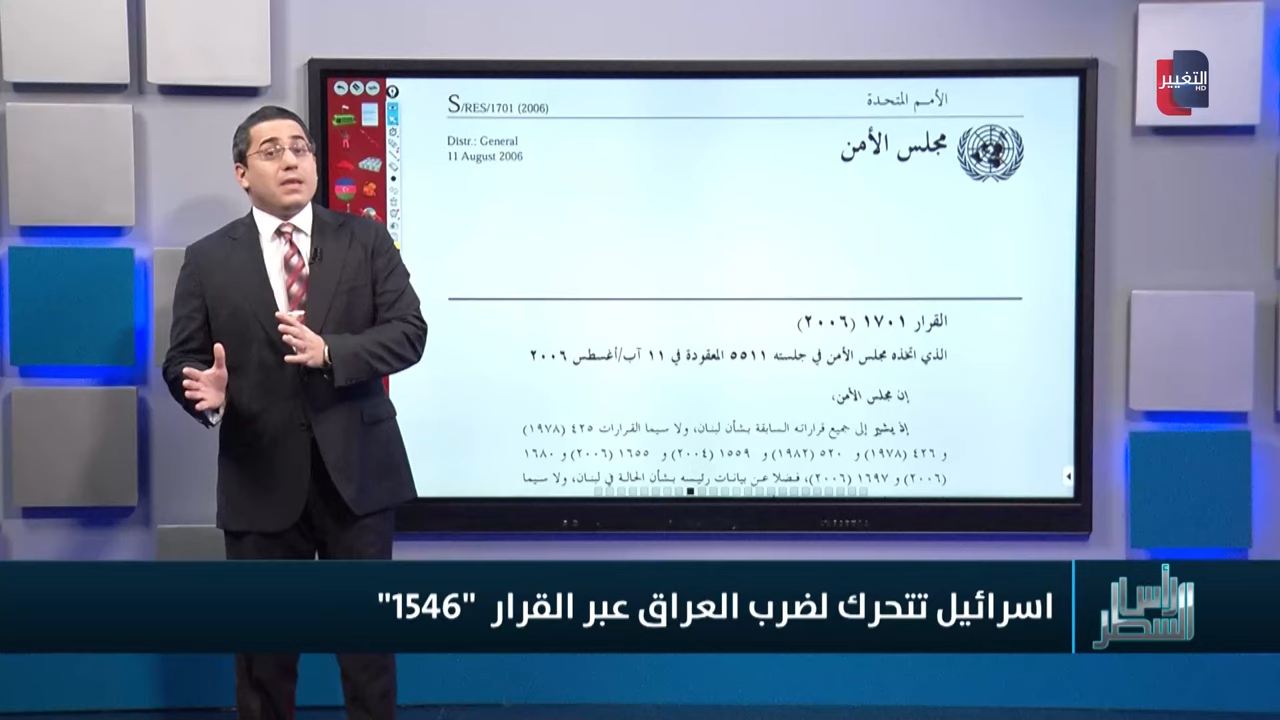 التغيير
HD
الأمم المتحدة
S/RES/1701 (2006)
مجلس الأمن
Distr.: General
11 August 2006
القرار ١٧٠١ (٢٠٠٦)
الذي اتخذه مجلس الأمن في جلسته ٥٥١١ المعقودة في ١١ آب/أغسطس ٢٠٠٦
إن مجلس الأمن،
إذ يشير إلى جميع قراراته السابقة بشأن لبنان، ولا سيما القرارات ٤٢٥ (١٩٧٨)
و ٤٢٦ (١٩٧٨) و ٥٢٠ (١٩٨٢) و ١٥٥٩ (٢٠٠٤) و ١٦٥٥ (٢٠٠٦) و ١٦٨٠
(٢٠٠٦) و ١٦٩٧ (٢٠٠٦)، فضلا عن بيانات رئيسه بشأن الحالة في لبنان، ولا سيما
اسرائيل تتحرك لضرب العراق عبر القرار "1546"
رأس السطر